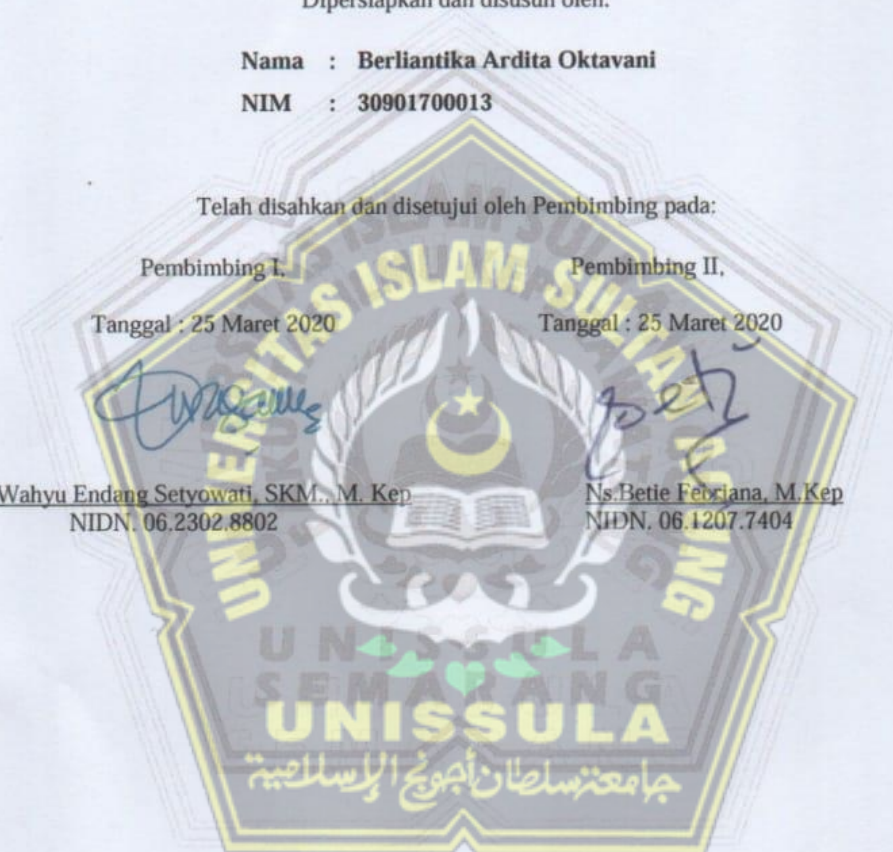 Dipersiapkan dan disusun oleh:
Nama : Berliantika Ardita Oktavani
NIM : 30901700013
Telah disahkan dan disetujui oleh Pembimbing pada:
Pembimbing I,
Pembimbing II,
Tanggal : 25 Maret 2020
Tanggal : 25 Maret 2020
Wahyu Endang Setyowati, SKM., M. Kep
NIDN. 06.2302.8802
Ns.Betie Febriana, M.Kep
NIDN. 06.1207.7404
UNIVERSITAS ISLAM SULTAN AGUNG
UNISSULA
SEMARANG
UNISSULA
جامعة سلطان أجونج الإسلامية